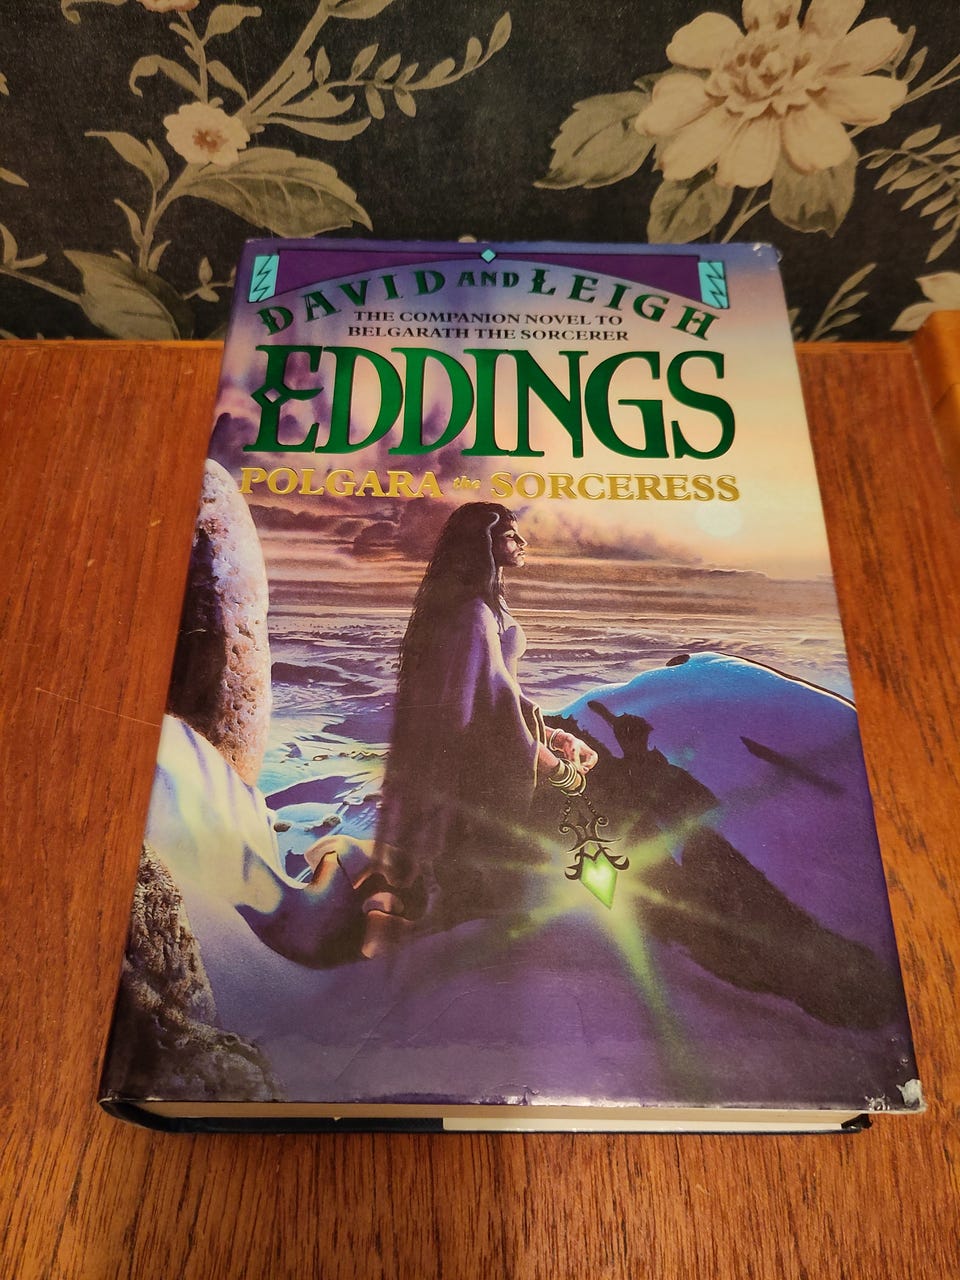 DAVID AND LEIGH
THE COMPANION NOVEL TO
BELGARATH THE SORCERER
EDDINGS
POLGARA the SORCERESS